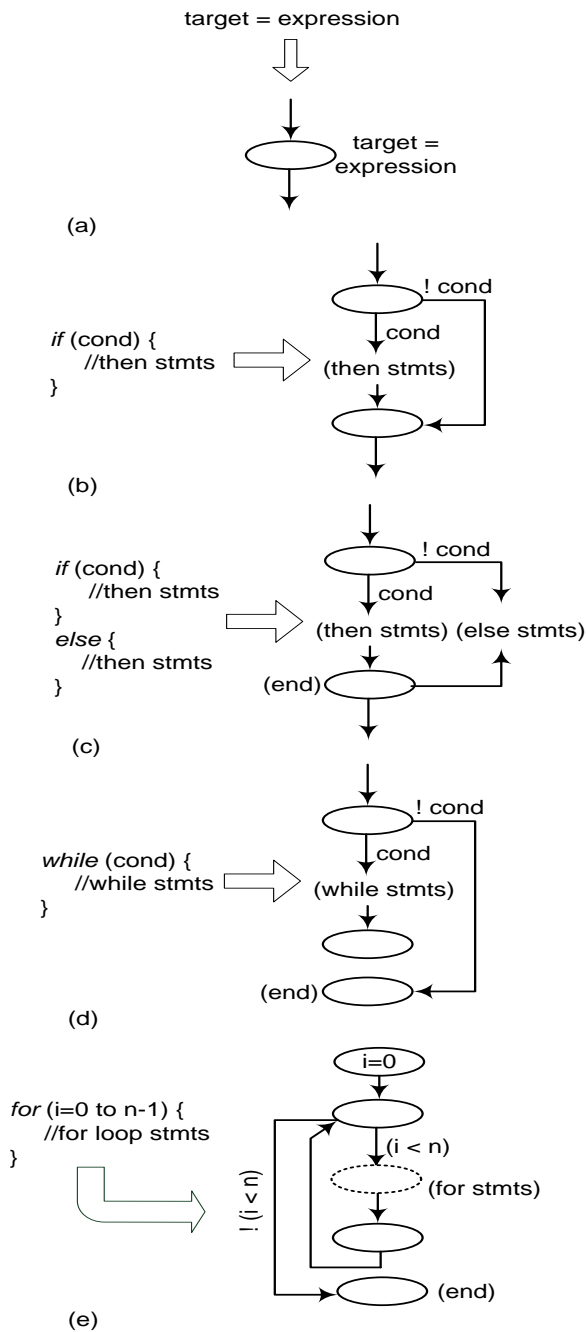 target = expression
target =
expression
(a)
! cond
cond
if (cond) {
//then stmts
}
(then stmts)
(b)
! cond
cond
if (cond) {
//then stmts
}
else {
//then stmts
}
(then stmts) (else stmts)
(end)
(c)
! cond
cond
while (cond) {
//while stmts
}
(while stmts)
(end)
(d)
i=0
for (i=0 to n-1) {
//for loop stmts
}
(i < n)
! (i < n)
(for stmts)
(end)
(e)